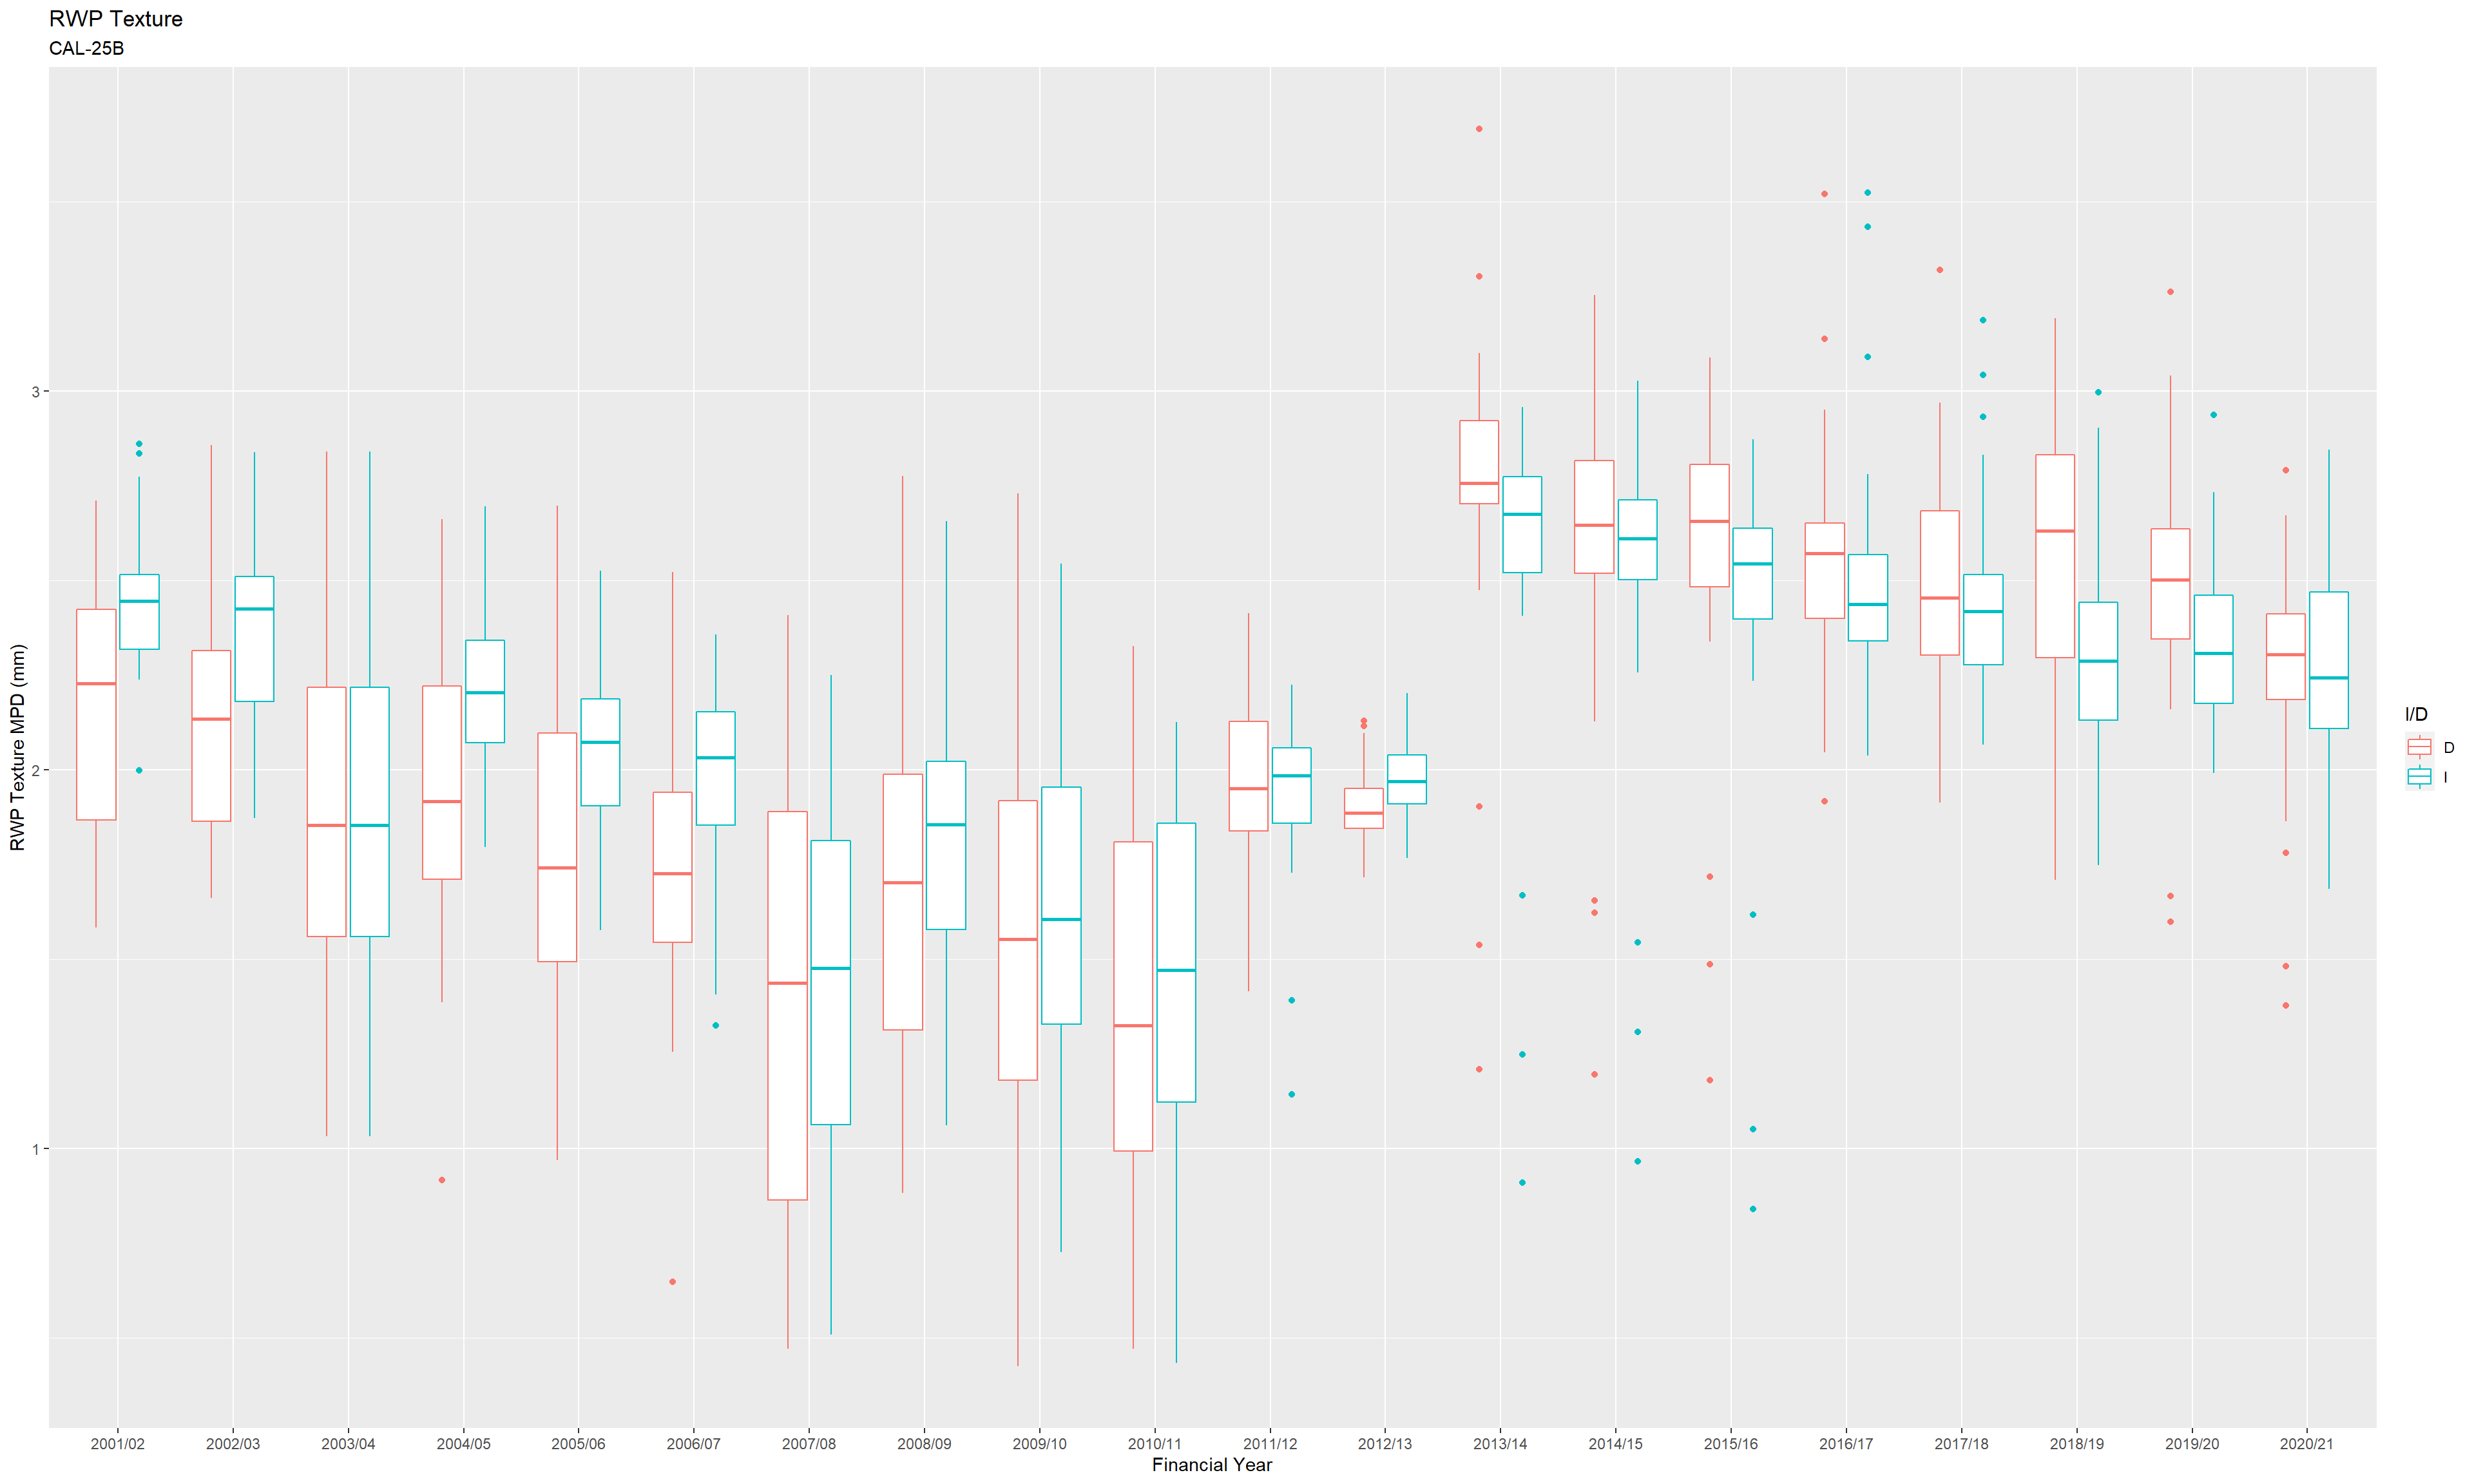 RWP Texture
CAL-25B
RWP Texture MPD (mm)
3
2
1
2001/02 2002/03 2003/04 2004/05 2005/06 2006/07 2007/08 2008/09 2009/10 2010/11 2011/12 2012/13 2013/14 2014/15 2015/16 2016/17 2017/18 2018/19 2019/20 2020/21
Financial Year
I/D
D
I